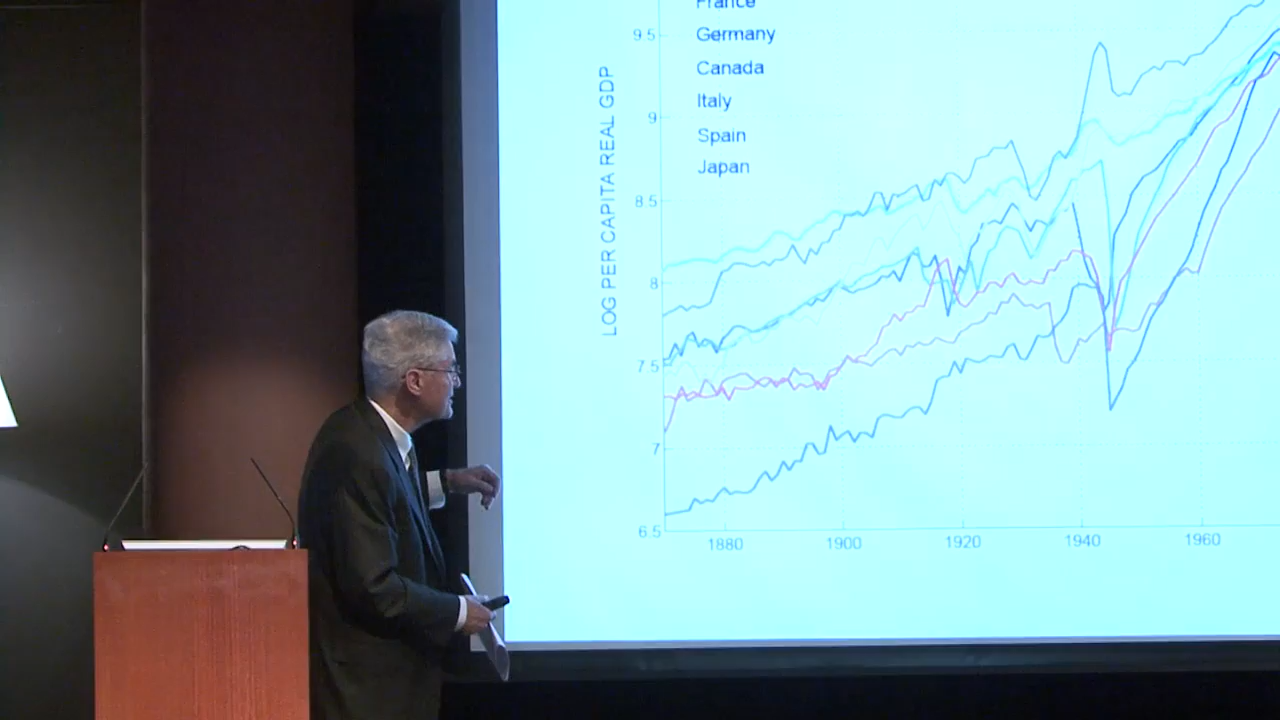 France
Germany
Canada
Italy
Spain
Japan
LOG PER CAPITA REAL GDP
9.5
9
8.5
8
7.5
7
6.5
1880
1900
1920
1940
1960